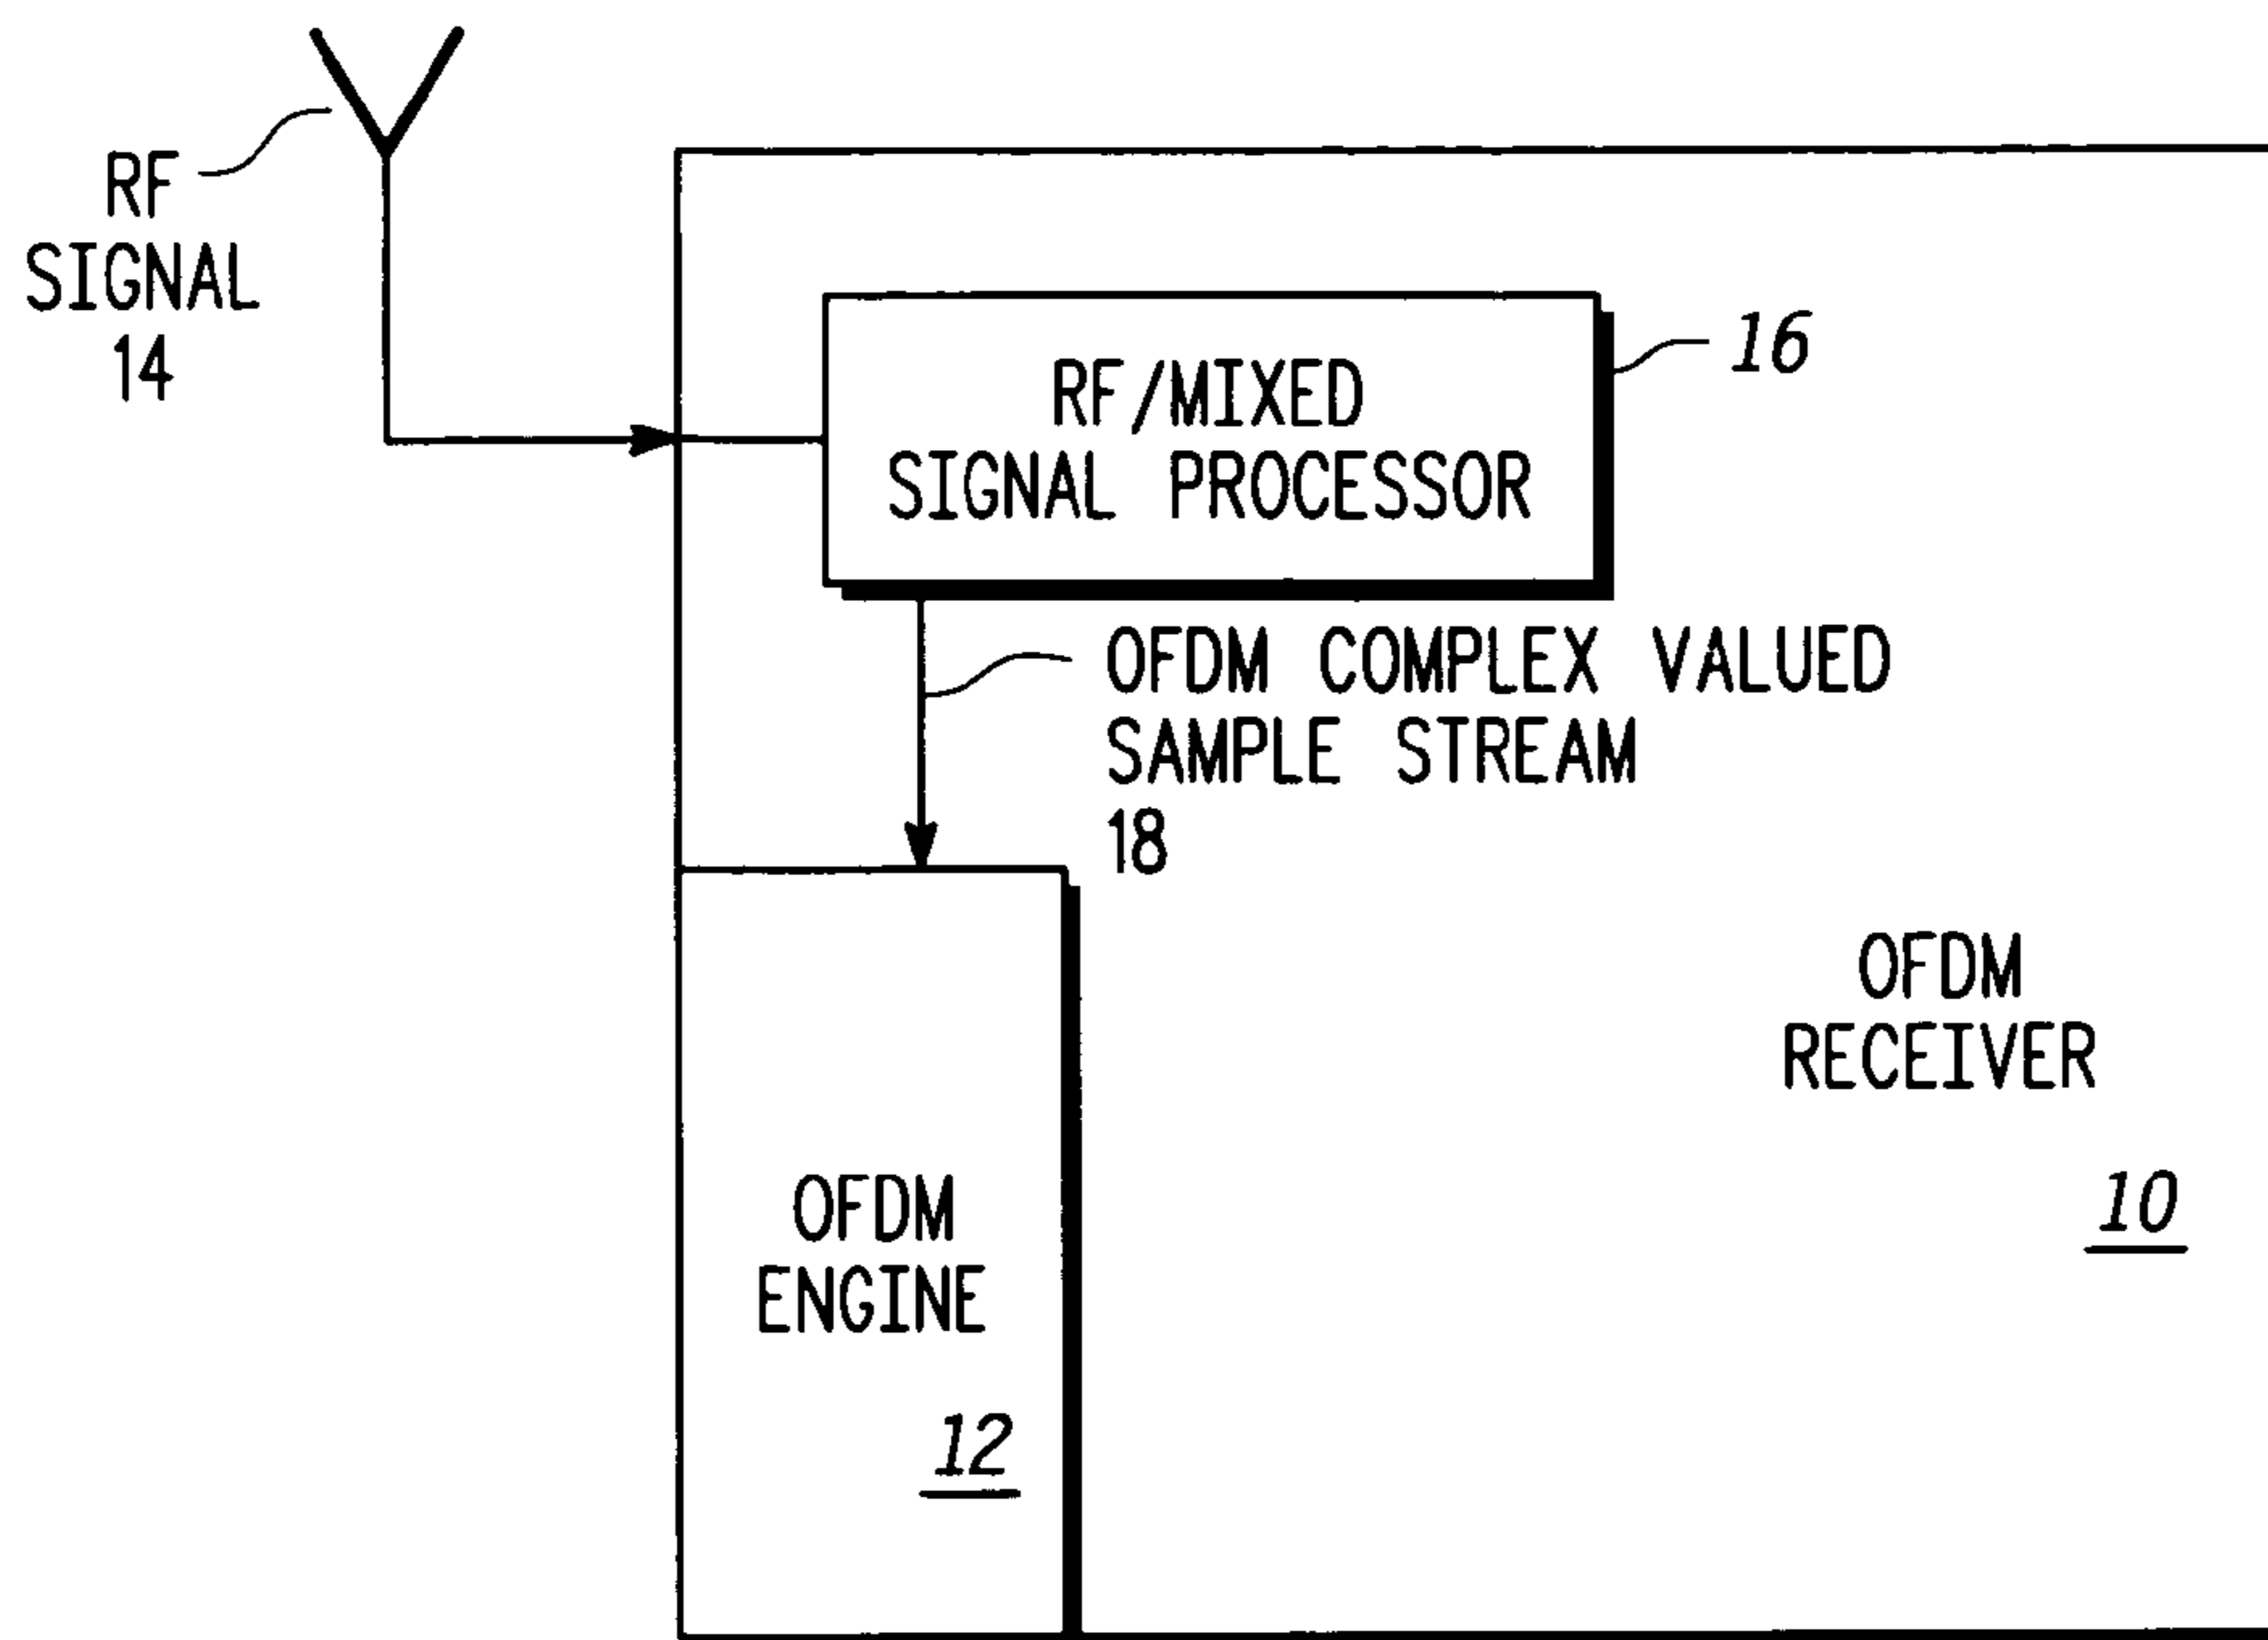 RF
SIGNAL
14
RF/MIXED
SIGNAL PROCESSOR
16
OFDM COMPLEX VALUED
SAMPLE STREAM
18
OFDM
RECEIVER
10
OFDM
ENGINE
12